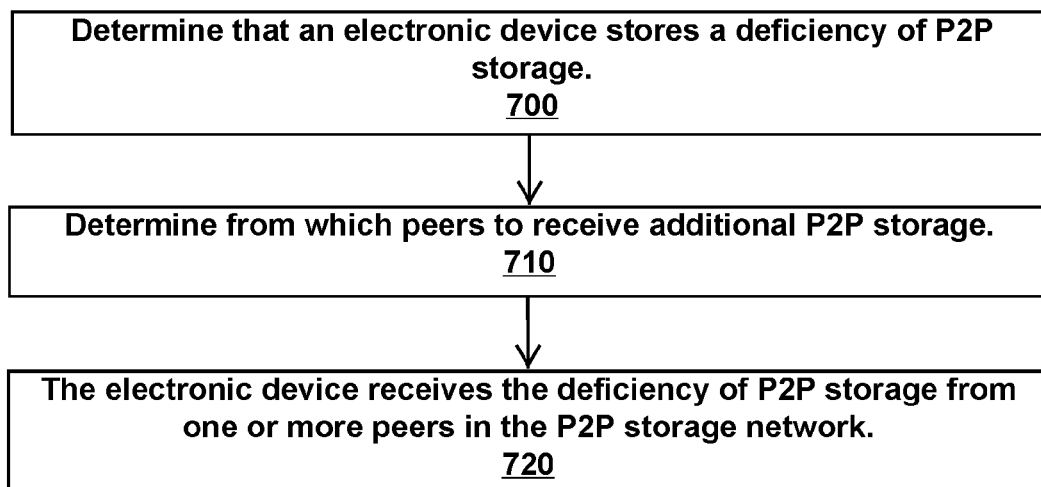 Determine that an electronic device stores a deficiency of P2P
storage.
700
Determine from which peers to receive additional P2P storage.
710
The electronic device receives the deficiency of P2P storage from
one or more peers in the P2P storage network.
720